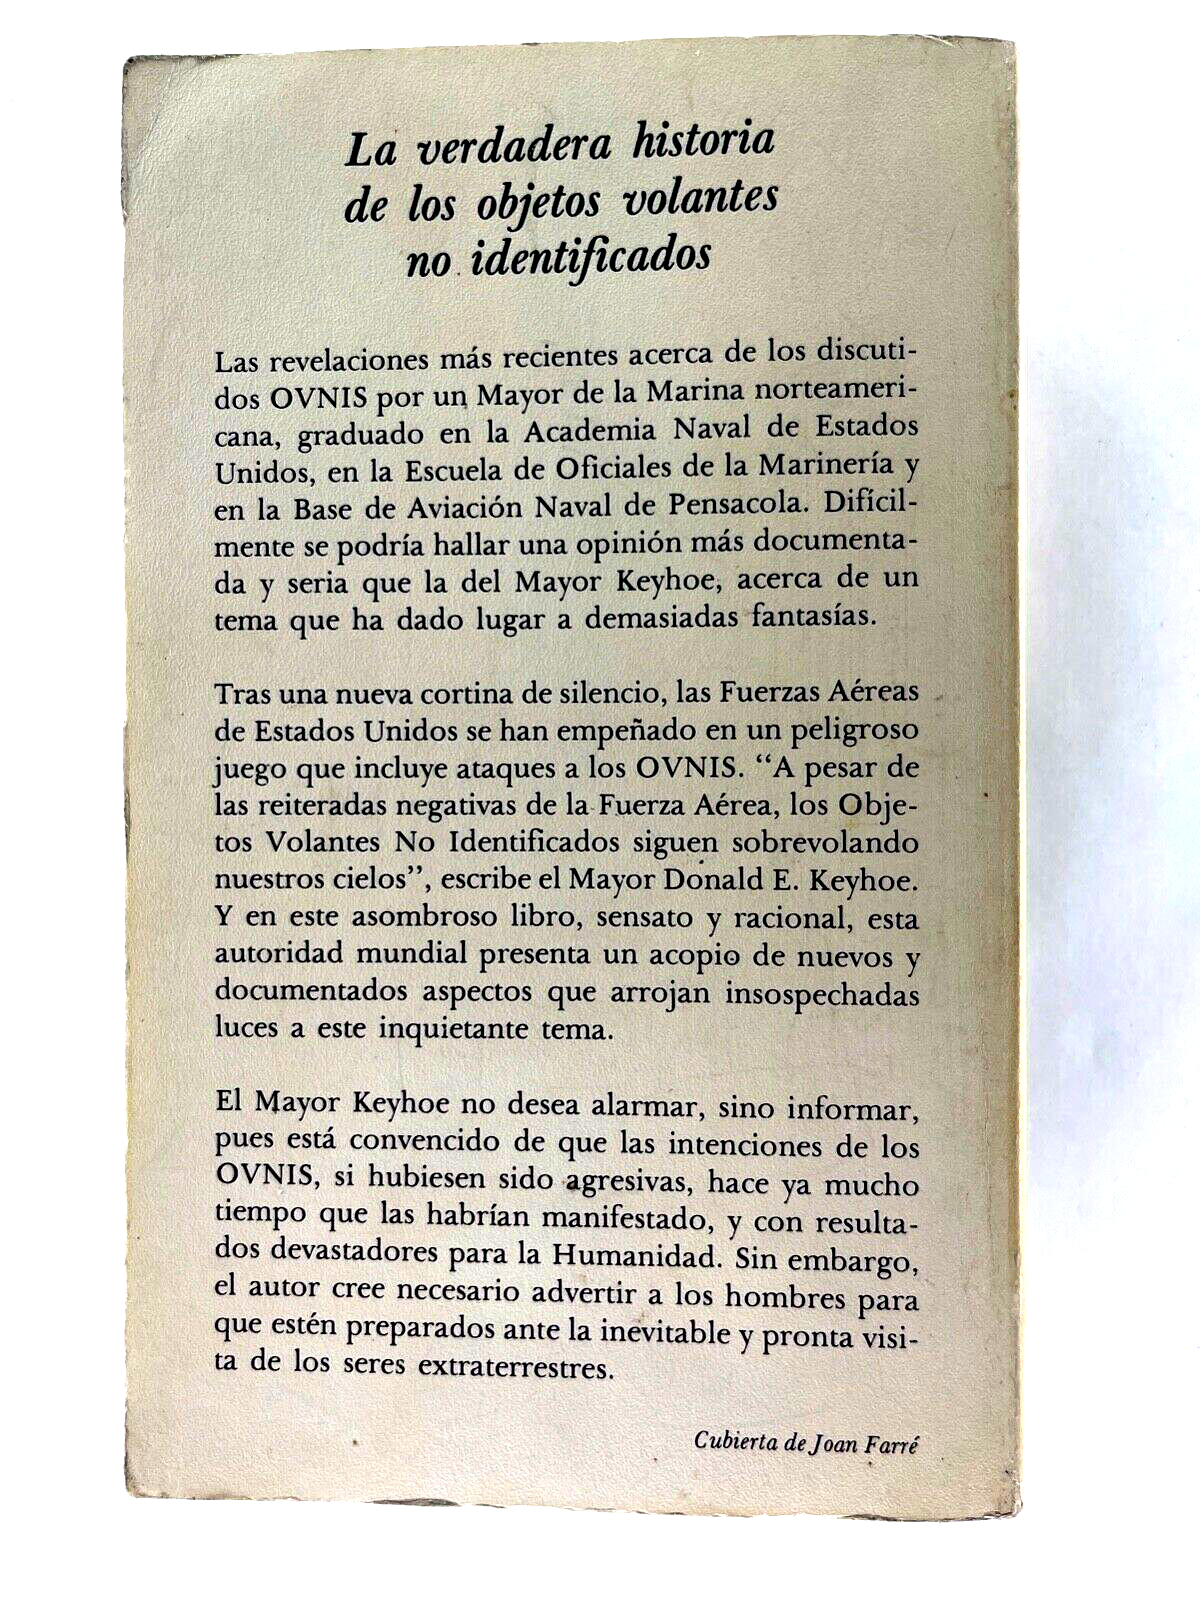 La verdadera historia
de los objetos volantes
no identificados
Las revelaciones más recientes acerca de los discuti-
dos OVNIS por un Mayor de la Marina norteameri-
cana, graduado en la Academia Naval de Estados
Unidos, en la Escuela de Oficiales de la Marinería y
en la Base de Aviación Naval de Pensacola. Difícil-
mente se podría hallar una opinión más documenta-
da y seria que la del Mayor Keyhoe, acerca de un
tema que ha dado lugar a demasiadas fantasías.
Tras una nueva cortina de silencio, las Fuerzas Aéreas
de Estados Unidos se han empeñado en un peligroso
juego que incluye ataques a los OVNIS. “A pesar de
las reiteradas negativas de la Fuerza Aérea, los Obje-
tos Volantes No Identificados siguen sobrevolando
nuestros cielos”, escribe el Mayor Donald E. Keyhoe.
Y en este asombroso libro, sensato y racional, esta
autoridad mundial presenta un acopio de nuevos y
documentados aspectos que arrojan insospechadas
luces a este inquietante tema.
El Mayor Keyhoe no desea alarmar, sino informar,
pues está convencido de que las intenciones de los
OVNIS, si hubiesen sido agresivas, hace ya mucho
tiempo que las habrían manifestado, y con resulta-
dos devastadores para la Humanidad. Sin embargo,
el autor cree necesario advertir a los hombres para
que estén preparados ante la inevitable y pronta visi-
ta de los seres extraterrestres.
Cubierta de Joan Farré